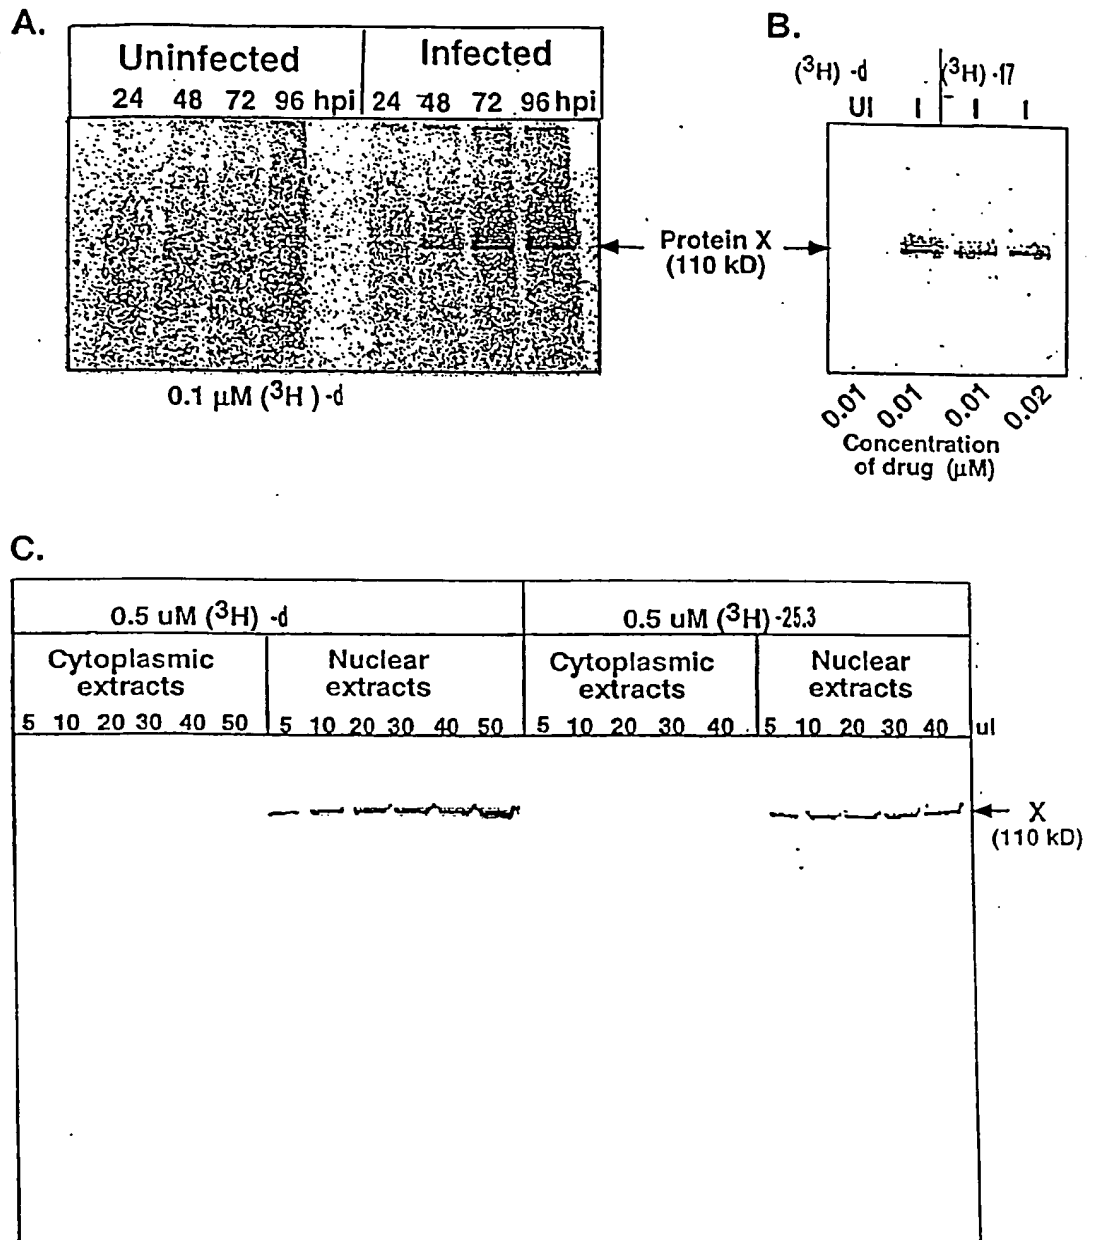 A.
Uninfected
Infected
24 48 72 96 hpi
24 48 72 96 hpi
0.1 µM (³H) -d
Protein X
(110 kD)
B.
(³H) -d
(³H) -17
UI I I I
0.01 0.01 0.01 0.02
Concentration
of drug (µM)
C.
0.5 uM (³H) -d
0.5 uM (³H) -25.3
Cytoplasmic
extracts
Nuclear
extracts
Cytoplasmic
extracts
Nuclear
extracts
5 10 20 30 40 50
5 10 20 30 40 50
5 10 20 30 40
5 10 20 30 40 ul
X
(110 kD)